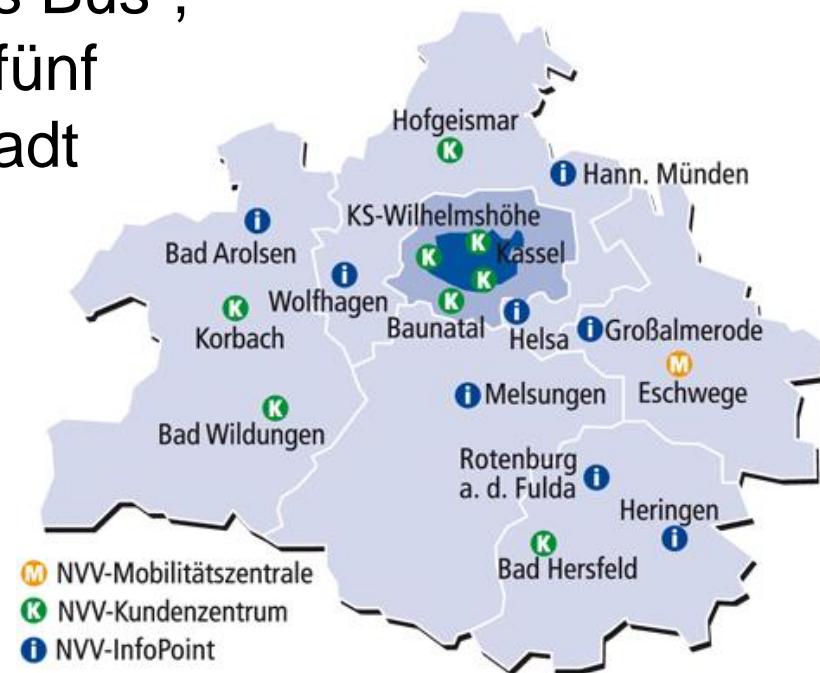 s Bus",
fünf
adt
Hofgeismar
K
i Hann. Münden
KS-Wilhelmshöhe
i
K
K Kassel
Bad Arolsen
i
K
Wolfhagen
K
K
Baunatal
i
Helsa
i Großalmerode
Korbach
M
Eschwege
i Melsungen
K
Bad Wildungen
Rotenburg
a. d. Fulda i
Heringen
i
K
Bad Hersfeld
M NVV-Mobilitätszentrale
K NVV-Kundenzentrum
i NVV-InfoPoint